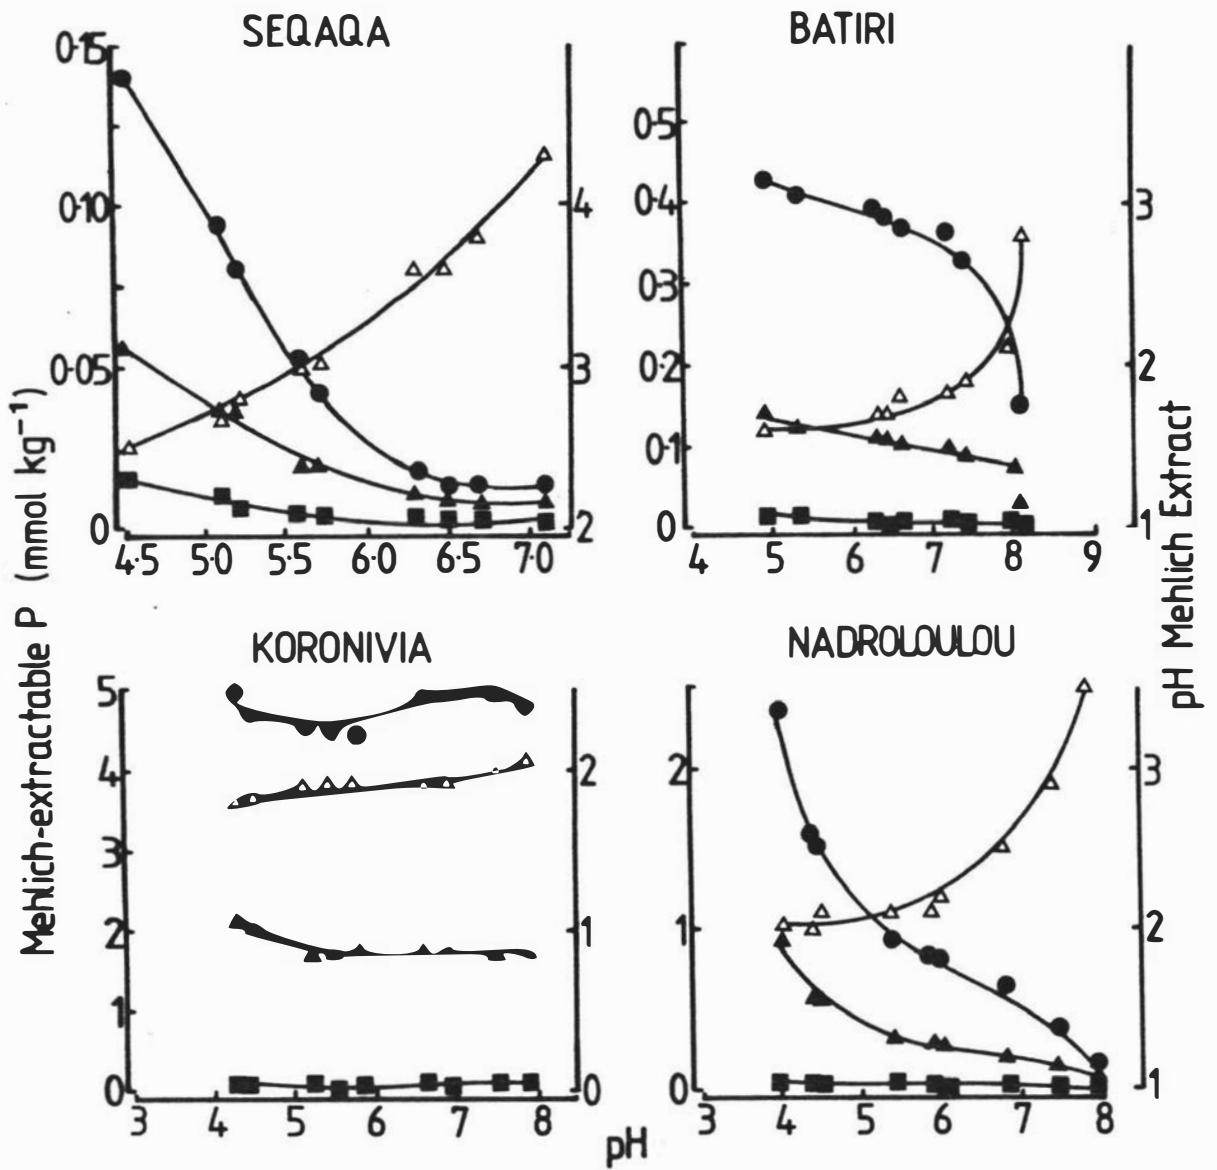 SEQAQA
BATIRI
0·15
0·10
0·05
0
4
3
2
4·5 5·0 5·5 6·0 6·5 7·0
0·5
0·4
0·3
0·2
0·1
0
3
2
1
4 5 6 7 8 9
Mehlich-extractable P (mmol kg⁻¹)
pH Mehlich Extract
KORONIVIA
NADROLOULOU
5
4
3
2
1
0
2
1
0
3 4 5 6 7 8
2
1
0
3
2
1
3 4 5 6 7 8
pH